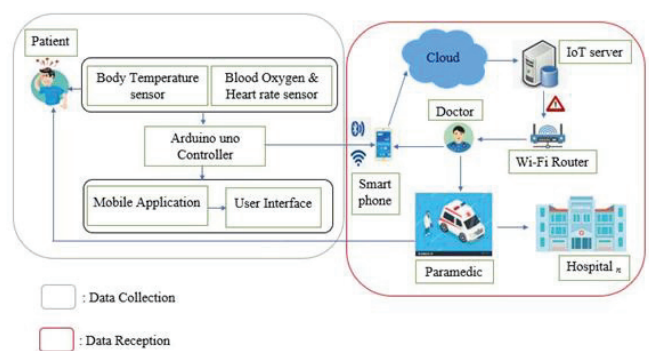 Patient
Body Temperature
sensor
Blood Oxygen &
Heart rate sensor
Arduino uno
Controller
Mobile Application
User Interface
Cloud
IoT server
Doctor
Wi-Fi Router
Smart
phone
Paramedic
Hospital n
: Data Collection
: Data Reception